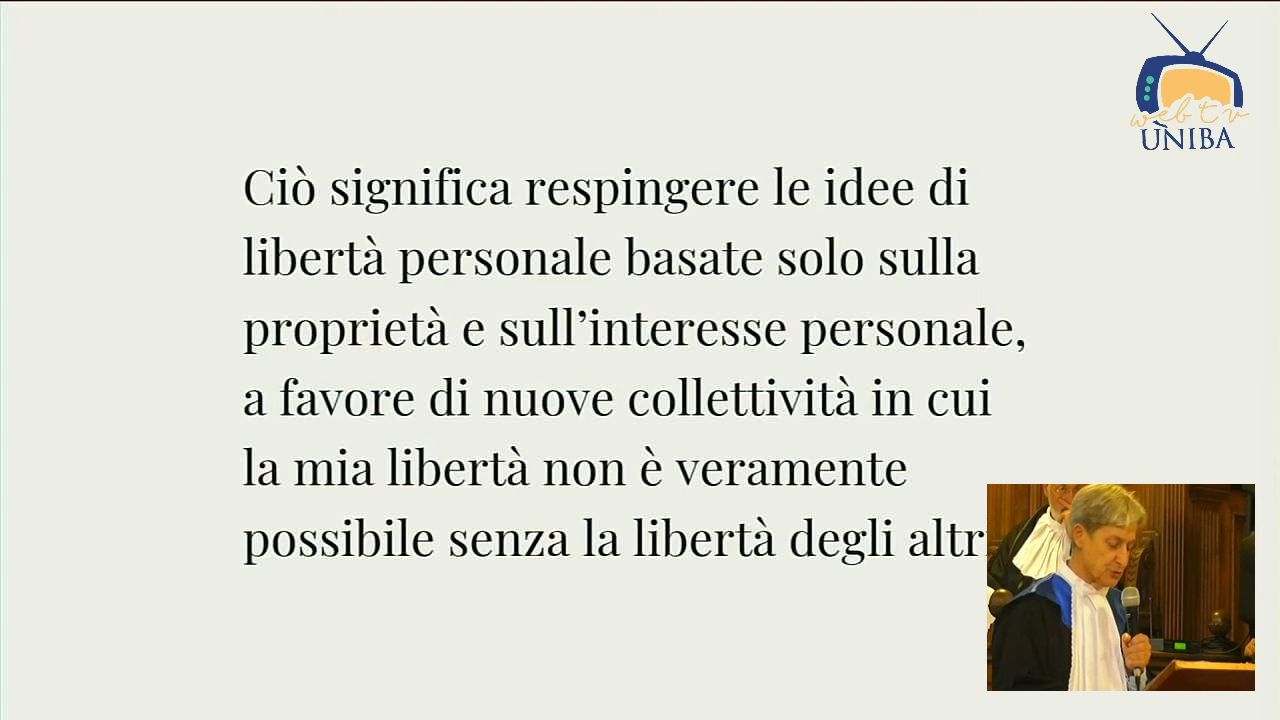 web tv
UNIBA
Ciò significa respingere le idee di
libertà personale basate solo sulla
proprietà e sull’interesse personale,
a favore di nuove collettività in cui
la mia libertà non è veramente
possibile senza la libertà degli altr